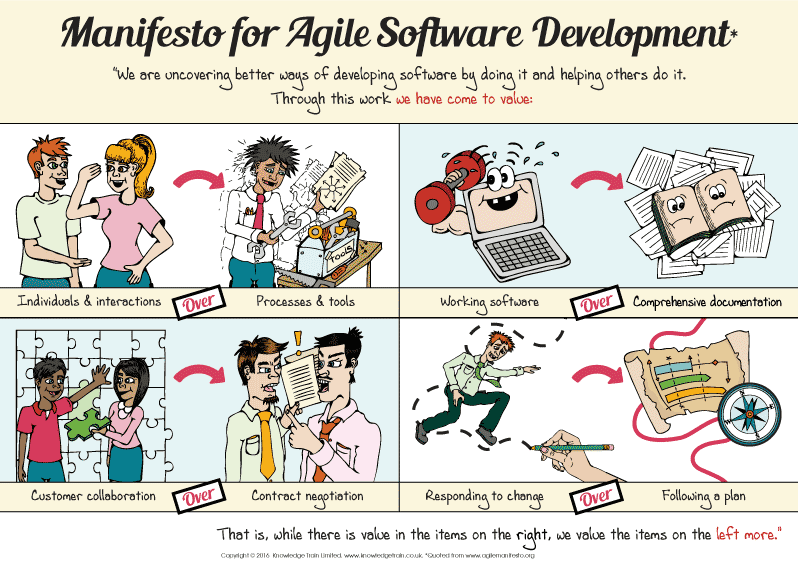 Manifesto for Agile Software Development*
"We are uncovering better ways of developing software by doing it and helping others do it.
Through this work we have come to value:
TOOLS
Individuals & interactions Over Processes & tools
Working software Over Comprehensive documentation
!
Customer collaboration Over Contract negotiation
Responding to change Over Following a plan
That is, while there is value in the items on the right, we value the items on the left more."
Copyright © 2016 Knowledge Train Limited. www.knowledgetrain.co.uk. *Quoted from www.agilemanifesto.org